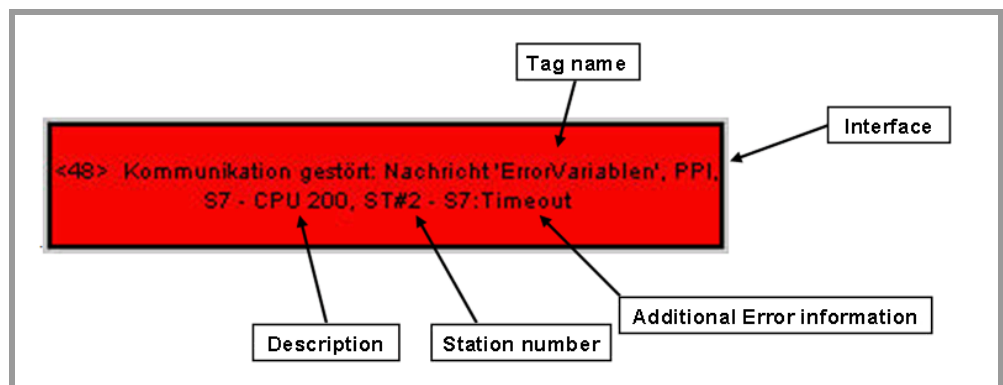 Tag name
Interface
<48> Kommunikation gestört: Nachricht 'ErrorVariablen', PPI,
S7 - CPU 200, ST#2 - S7:Timeout
Additional Error information
Description
Station number